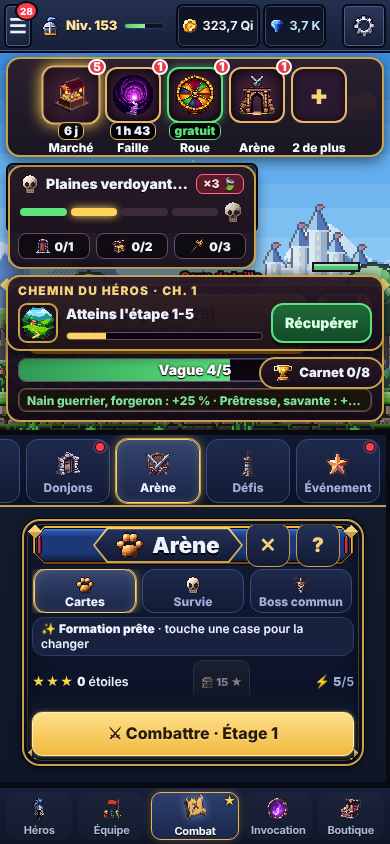 28
Niv. 153
323,7 Qi
3,7 K
5
1
1
1
+
6 j
1 h 43
gratuit
Marché
Faille
Roue
Arène
2 de plus
Plaines verdoyant...
×3
0/1
0/2
0/3
CHEMIN DU HÉROS · CH. 1
Atteins l'étape 1-5
Récupérer
Vague 4/5
Carnet 0/8
Nain guerrier, forgeron : +25 % · Prêtresse, savante : +...
Donjons
Arène
Défis
Événement
Arène
×
?
Cartes
Survie
Boss commun
✨ Formation prête · touche une case pour la
changer
★★★ 0 étoiles
15 ★
⚡ 5/5
⚔ Combattre · Étage 1
Héros
Équipe
Combat
Invocation
Boutique